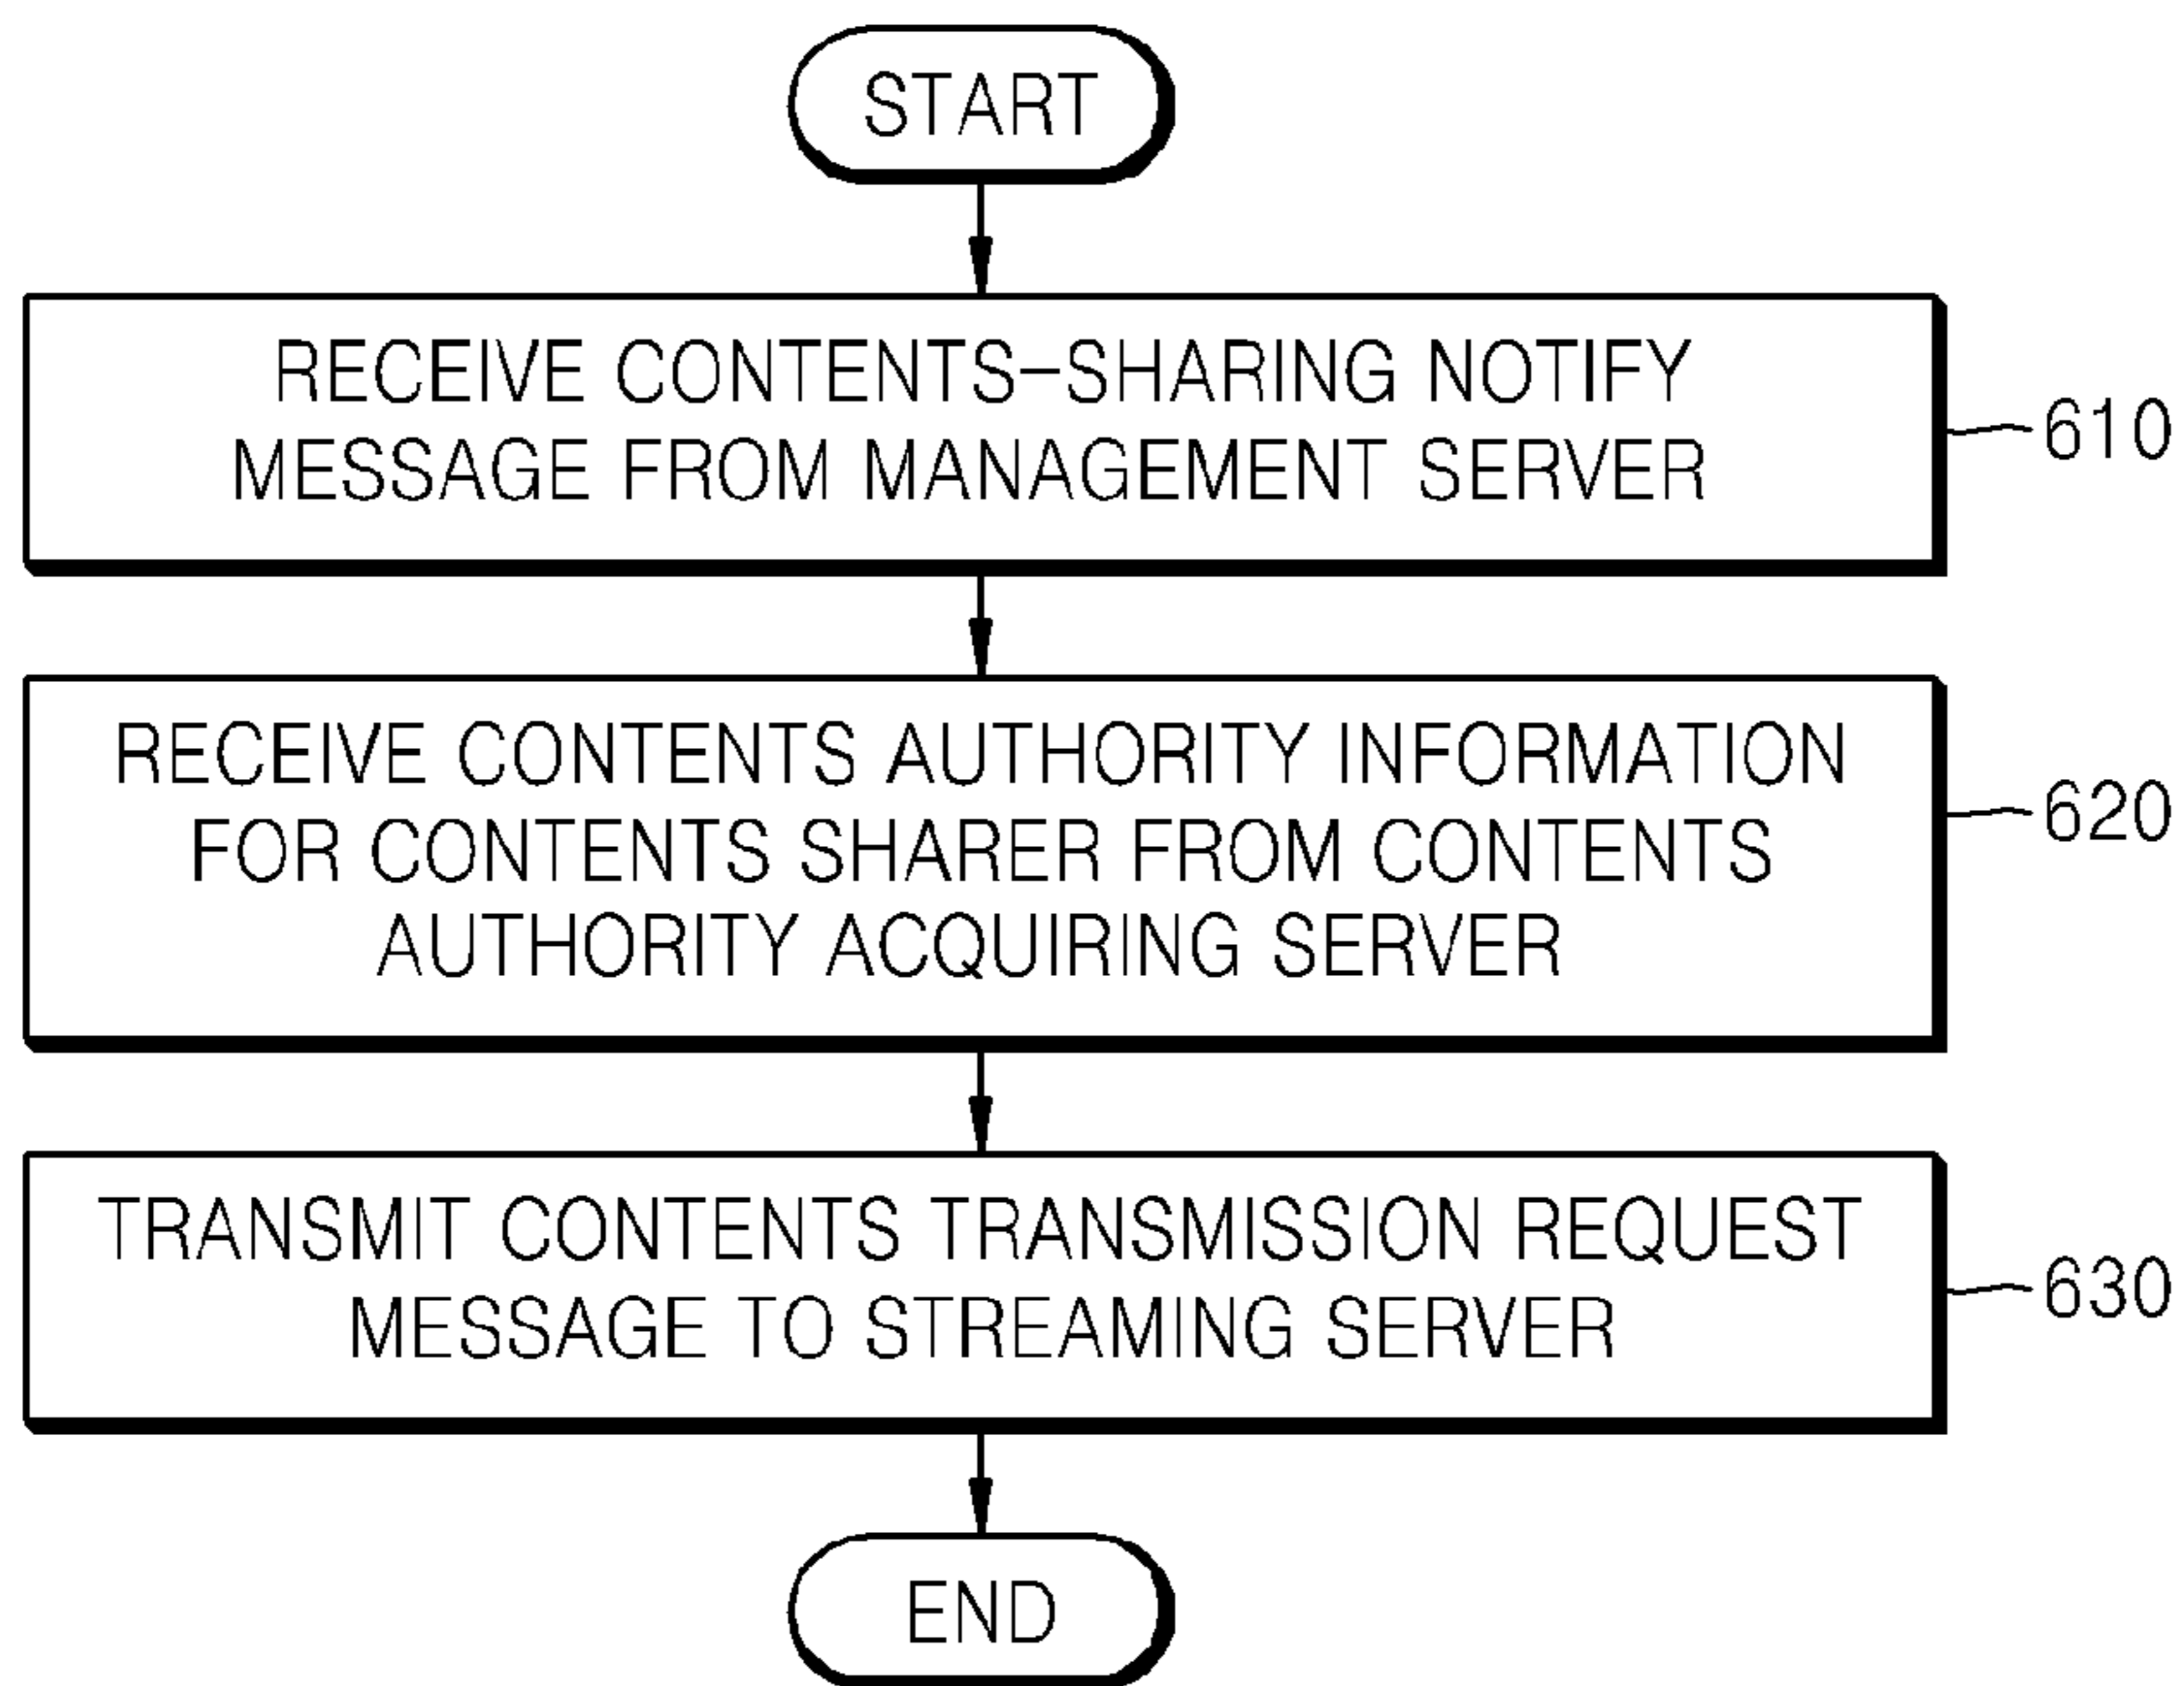 START
RECEIVE CONTENTS-SHARING NOTIFY
MESSAGE FROM MANAGEMENT SERVER
610
RECEIVE CONTENTS AUTHORITY INFORMATION
FOR CONTENTS SHARER FROM CONTENTS
AUTHORITY ACQUIRING SERVER
620
TRANSMIT CONTENTS TRANSMISSION REQUEST
MESSAGE TO STREAMING SERVER
630
END